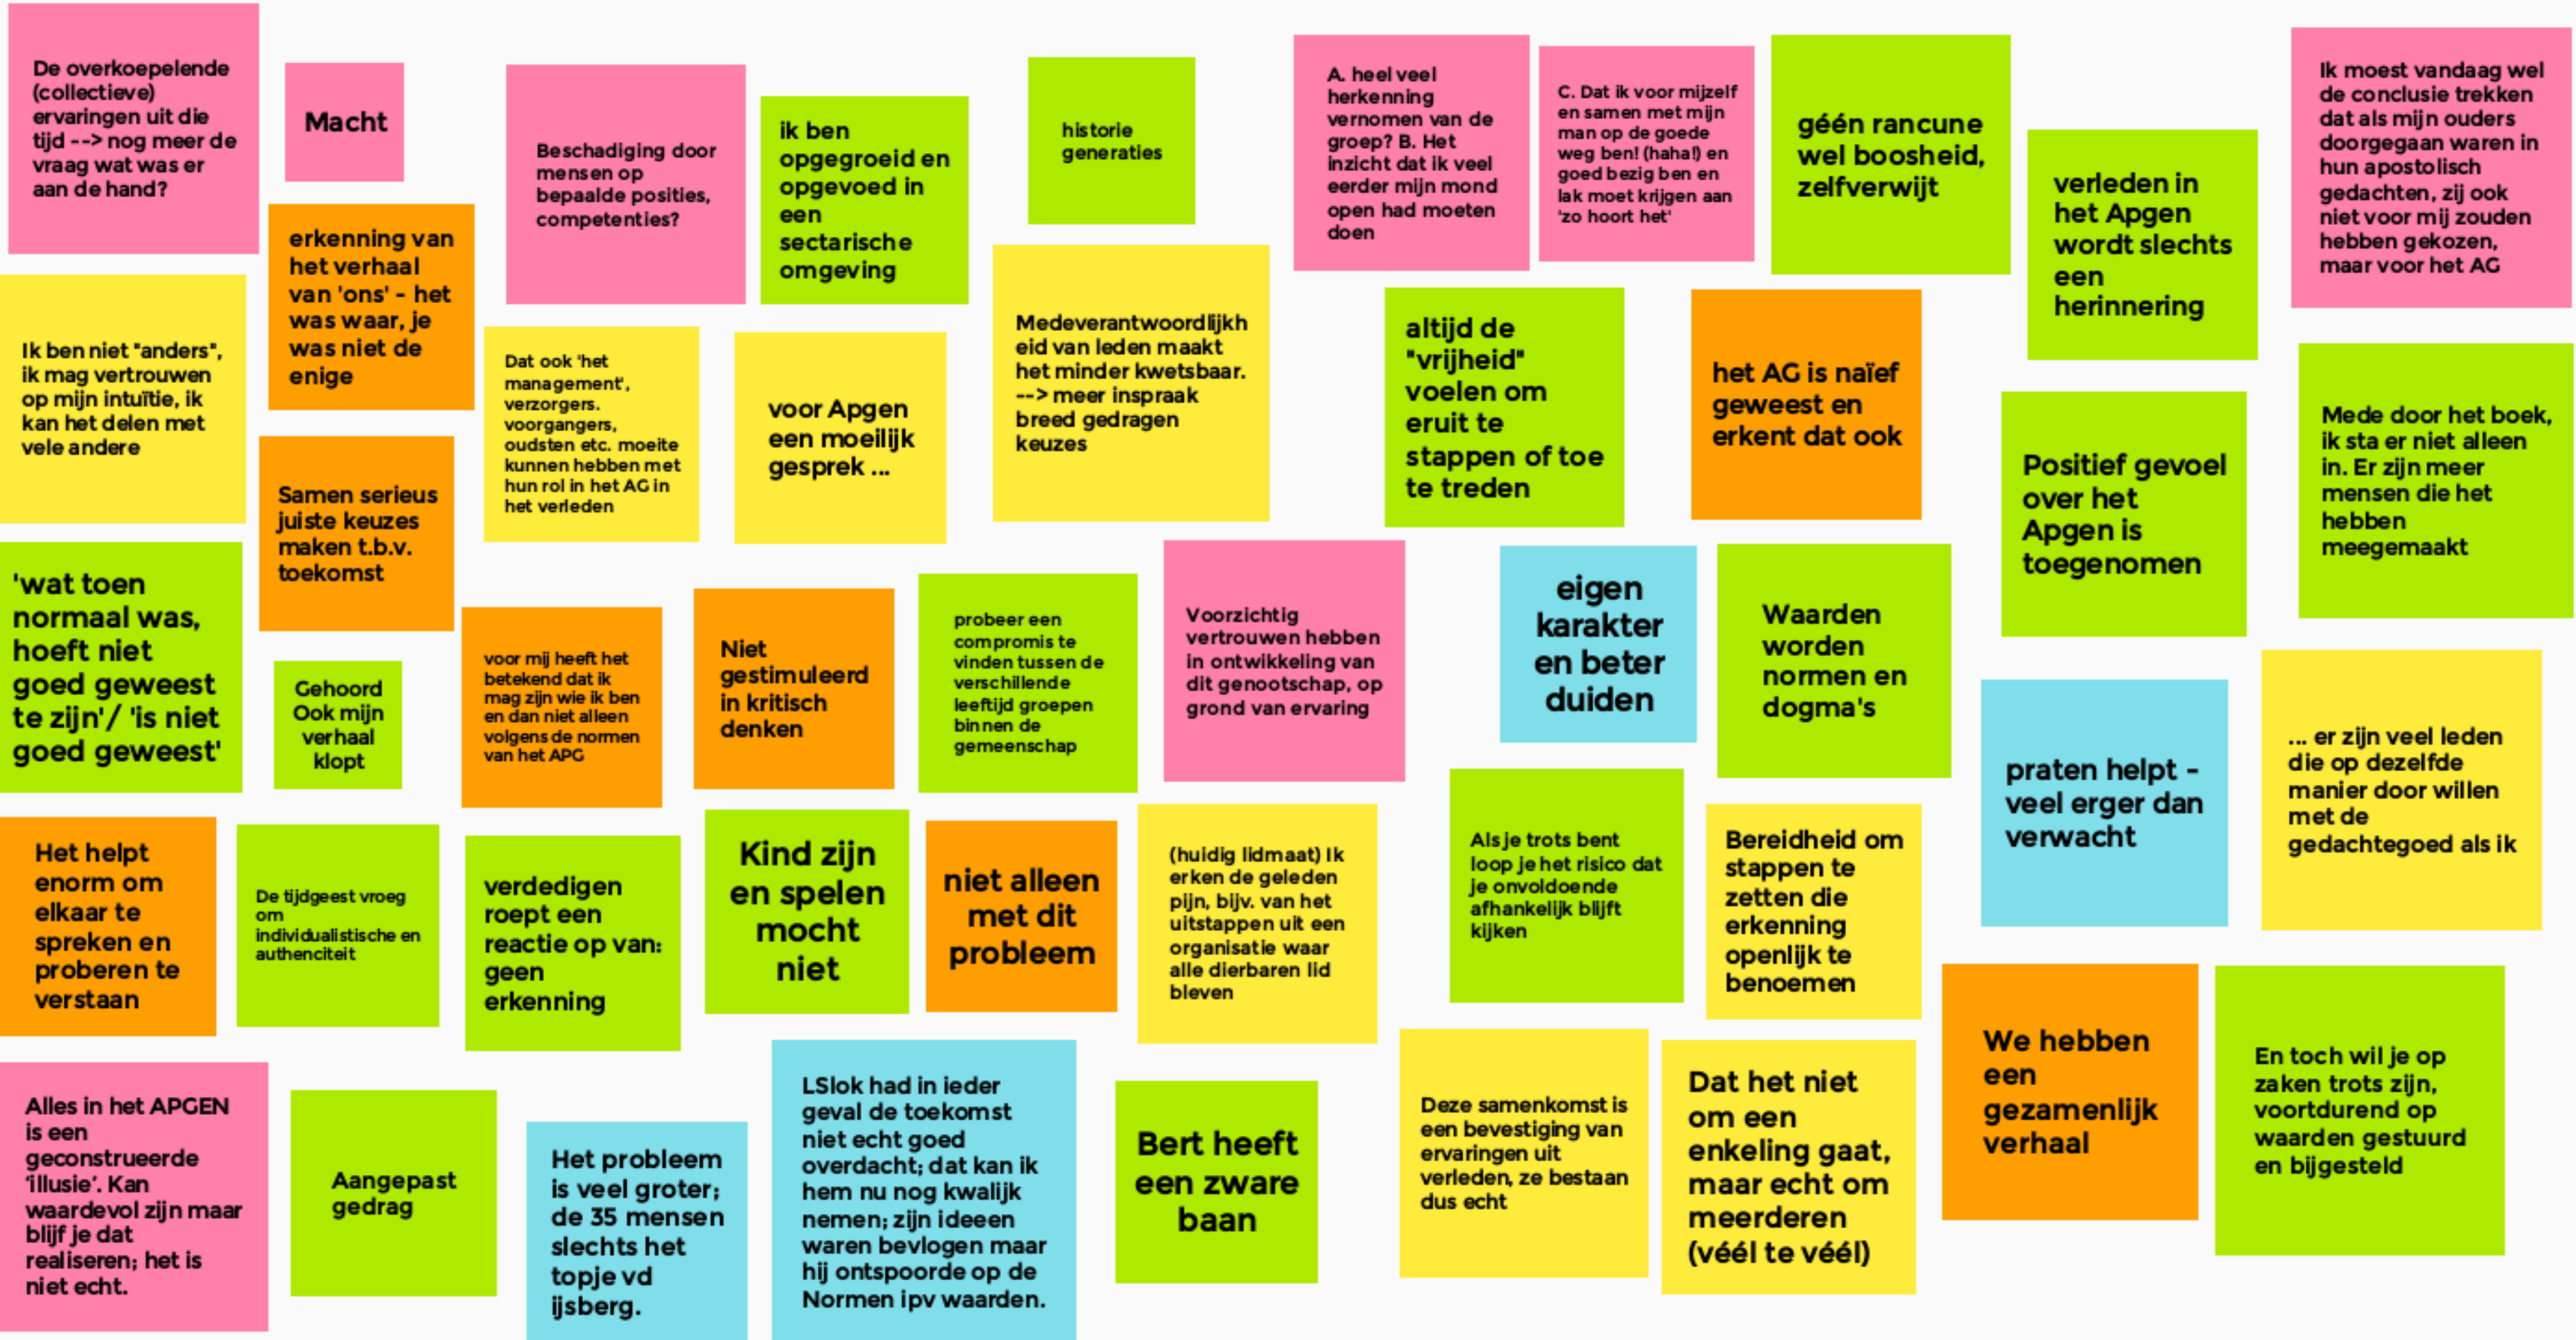 De overkoepelende
(collectieve)
ervaringen uit die
tijd --> nog meer de
vraag wat was er
aan de hand?
Macht
Beschadiging door
mensen op
bepaalde posities,
competenties?
ik ben
opgegroeid en
opgevoed in
een
sectarische
omgeving
historie
generaties
A. heel veel
herkenning
vernomen van de
groep? B. Het
inzicht dat ik veel
eerder mijn mond
open had moeten
doen
C. Dat ik voor mijzelf
en samen met mijn
man op de goede
weg ben! (haha!) en
goed bezig ben en
lak moet krijgen aan
'zo hoort het'
géén rancune
wel boosheid,
zelfverwijt
verleden in
het Apgen
wordt slechts
een
herinnering
Ik moest vandaag wel
de conclusie trekken
dat als mijn ouders
doorgegaan waren in
hun apostolisch
gedachten, zij ook
niet voor mij zouden
hebben gekozen,
maar voor het AG
Ik ben niet "anders",
ik mag vertrouwen
op mijn intuïtie, ik
kan het delen met
vele andere
erkenning van
het verhaal
van 'ons' - het
was waar, je
was niet de
enige
Dat ook 'het
management',
verzorgers.
voorgangers,
oudsten etc. moeite
kunnen hebben met
hun rol in het AG in
het verleden
voor Apgen
een moeilijk
gesprek ...
Medeverantwoordlijkh
eid van leden maakt
het minder kwetsbaar.
--> meer inspraak
breed gedragen
keuzes
altijd de
"vrijheid"
voelen om
eruit te
stappen of toe
te treden
het AG is naïef
geweest en
erkent dat ook
Positief gevoel
over het
Apgen is
toegenomen
Mede door het boek,
ik sta er niet alleen
in. Er zijn meer
mensen die het
hebben
meegemaakt
Samen serieus
juiste keuzes
maken t.b.v.
toekomst
'wat toen
normaal was,
hoeft niet
goed geweest
te zijn'/ 'is niet
goed geweest'
Gehoord
Ook mijn
verhaal
klopt
voor mij heeft het
betekend dat ik
mag zijn wie ik ben
en dan niet alleen
volgens de normen
van het APG
Niet
gestimuleerd
in kritisch
denken
probeer een
compromis te
vinden tussen de
verschillende
leeftijd groepen
binnen de
gemeenschap
Voorzichtig
vertrouwen hebben
in ontwikkeling van
dit genootschap, op
grond van ervaring
eigen
karakter
en beter
duiden
Waarden
worden
normen en
dogma's
praten helpt -
veel erger dan
verwacht
... er zijn veel leden
die op dezelfde
manier door willen
met de
gedachtegoed als ik
Het helpt
enorm om
elkaar te
spreken en
proberen te
verstaan
De tijdgeest vroeg
om
individualistische en
authenciteit
verdedigen
roept een
reactie op van:
geen
erkenning
Kind zijn
en spelen
mocht
niet
niet alleen
met dit
probleem
(huidig lidmaat) Ik
erken de geleden
pijn, bijv. van het
uitstappen uit een
organisatie waar
alle dierbaren lid
bleven
Als je trots bent
loop je het risico dat
je onvoldoende
afhankelijk blijft
kijken
Bereidheid om
stappen te
zetten die
erkenning
openlijk te
benoemen
Alles in het APGEN
is een
geconstrueerde
'illusie'. Kan
waardevol zijn maar
blijf je dat
realiseren; het is
niet echt.
Aangepast
gedrag
Het probleem
is veel groter;
de 35 mensen
slechts het
topje vd
ijsberg.
LSlok had in ieder
geval de toekomst
niet echt goed
overdacht; dat kan ik
hem nu nog kwalijk
nemen; zijn ideeen
waren bevlogen maar
hij ontspoorde op de
Normen ipv waarden.
Bert heeft
een zware
baan
Deze samenkomst is
een bevestiging van
ervaringen uit
verleden, ze bestaan
dus echt
Dat het niet
om een
enkeling gaat,
maar echt om
meerderen
(véél te véél)
We hebben
een
gezamenlijk
verhaal
En toch wil je op
zaken trots zijn,
voortdurend op
waarden gestuurd
en bijgesteld